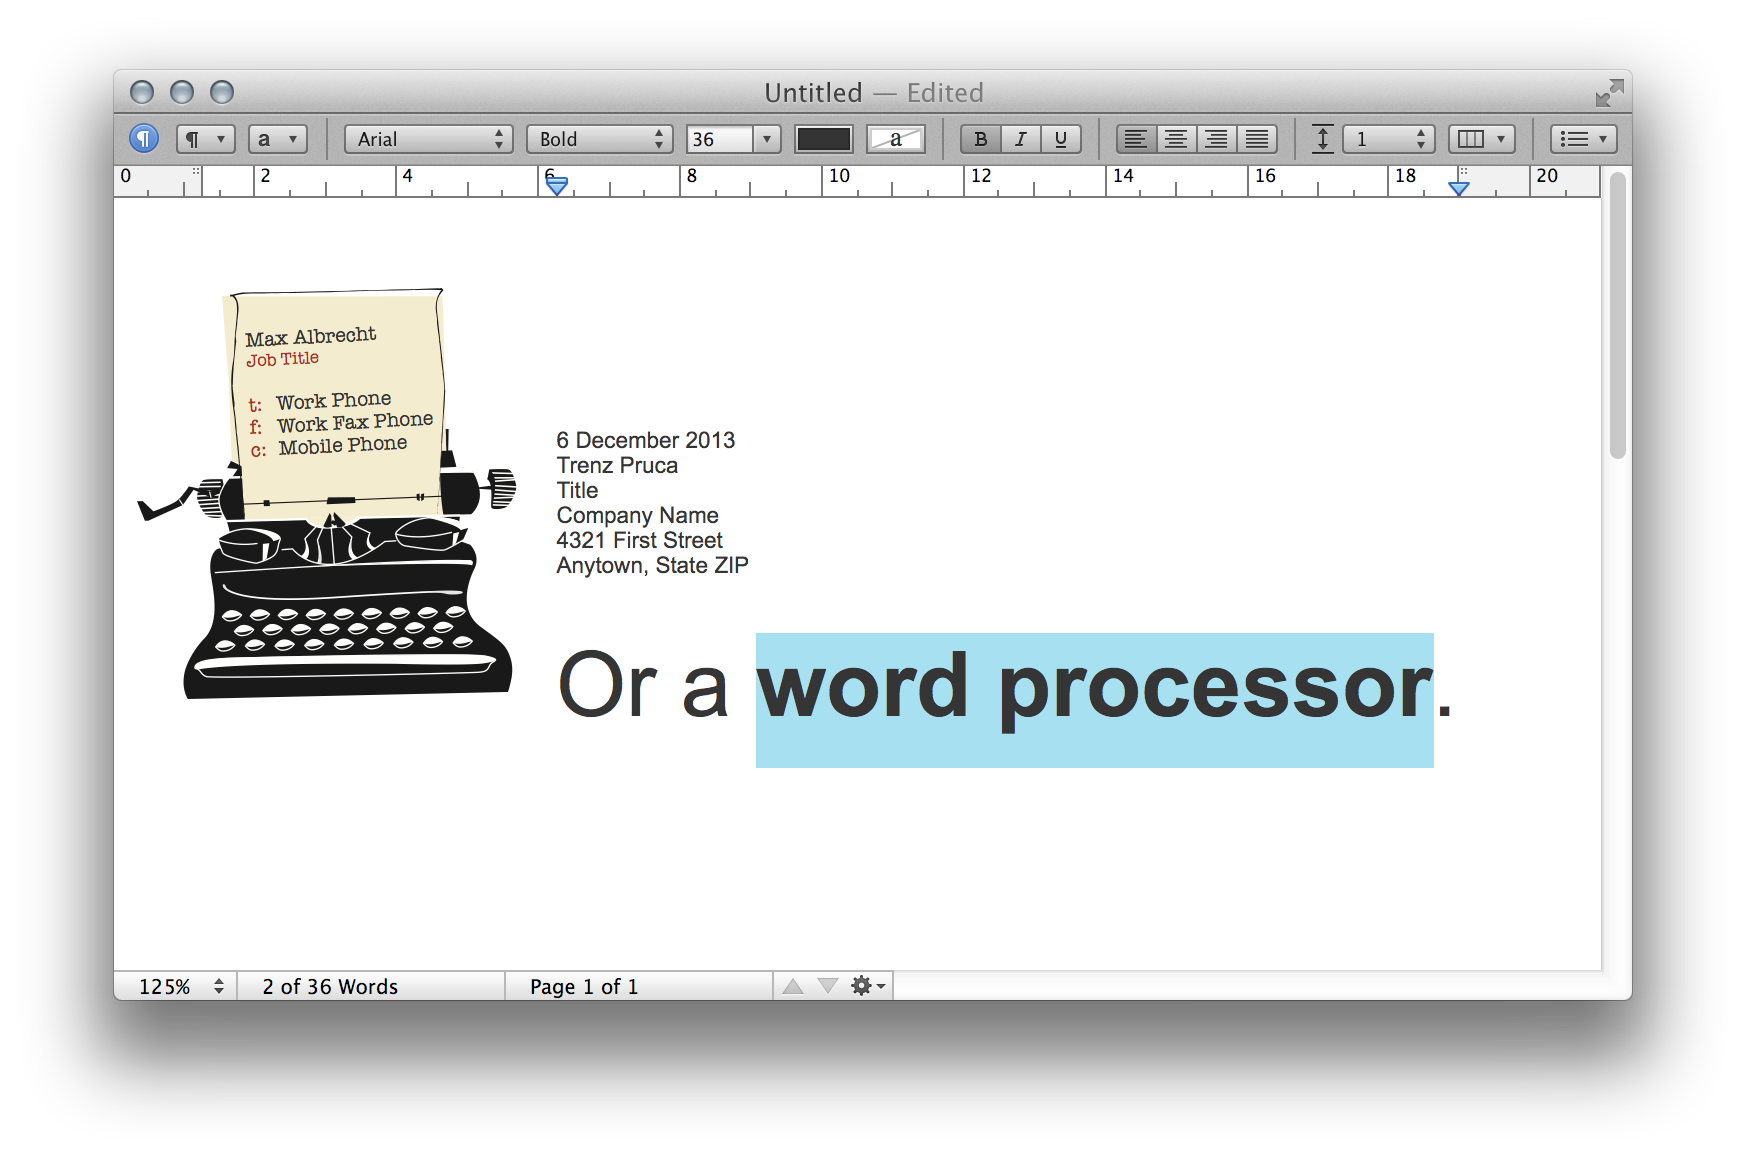 Untitled — Edited
¶ ¶ a Arial Bold 36 a B I U 1
0 2 4 6 8 10 12 14 16 18 20
Max Albrecht
Job Title
t: Work Phone
f: Work Fax Phone
c: Mobile Phone
6 December 2013
Trenz Pruca
Title
Company Name
4321 First Street
Anytown, State ZIP
Or a word processor.
125% 2 of 36 Words Page 1 of 1